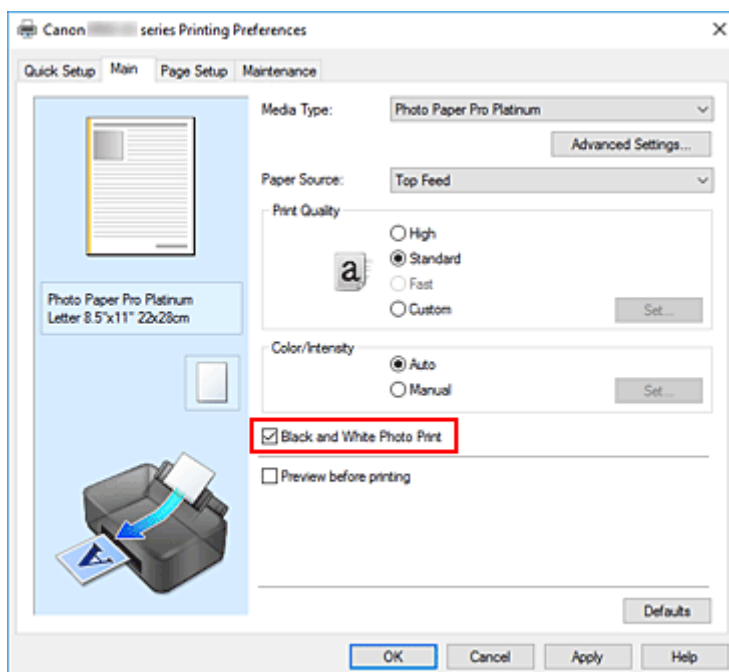 Canon series Printing Preferences
Quick Setup Main Page Setup Maintenance
Media Type: Photo Paper Pro Platinum
Advanced Settings...
Paper Source: Top Feed
Print Quality
High
a Standard
Fast
Custom Set...
Photo Paper Pro Platinum
Letter 8.5"x11" 22x28cm
Color/Intensity
Auto
Manual Set...
Black and White Photo Print
Preview before printing
A
Defaults
OK Cancel Apply Help